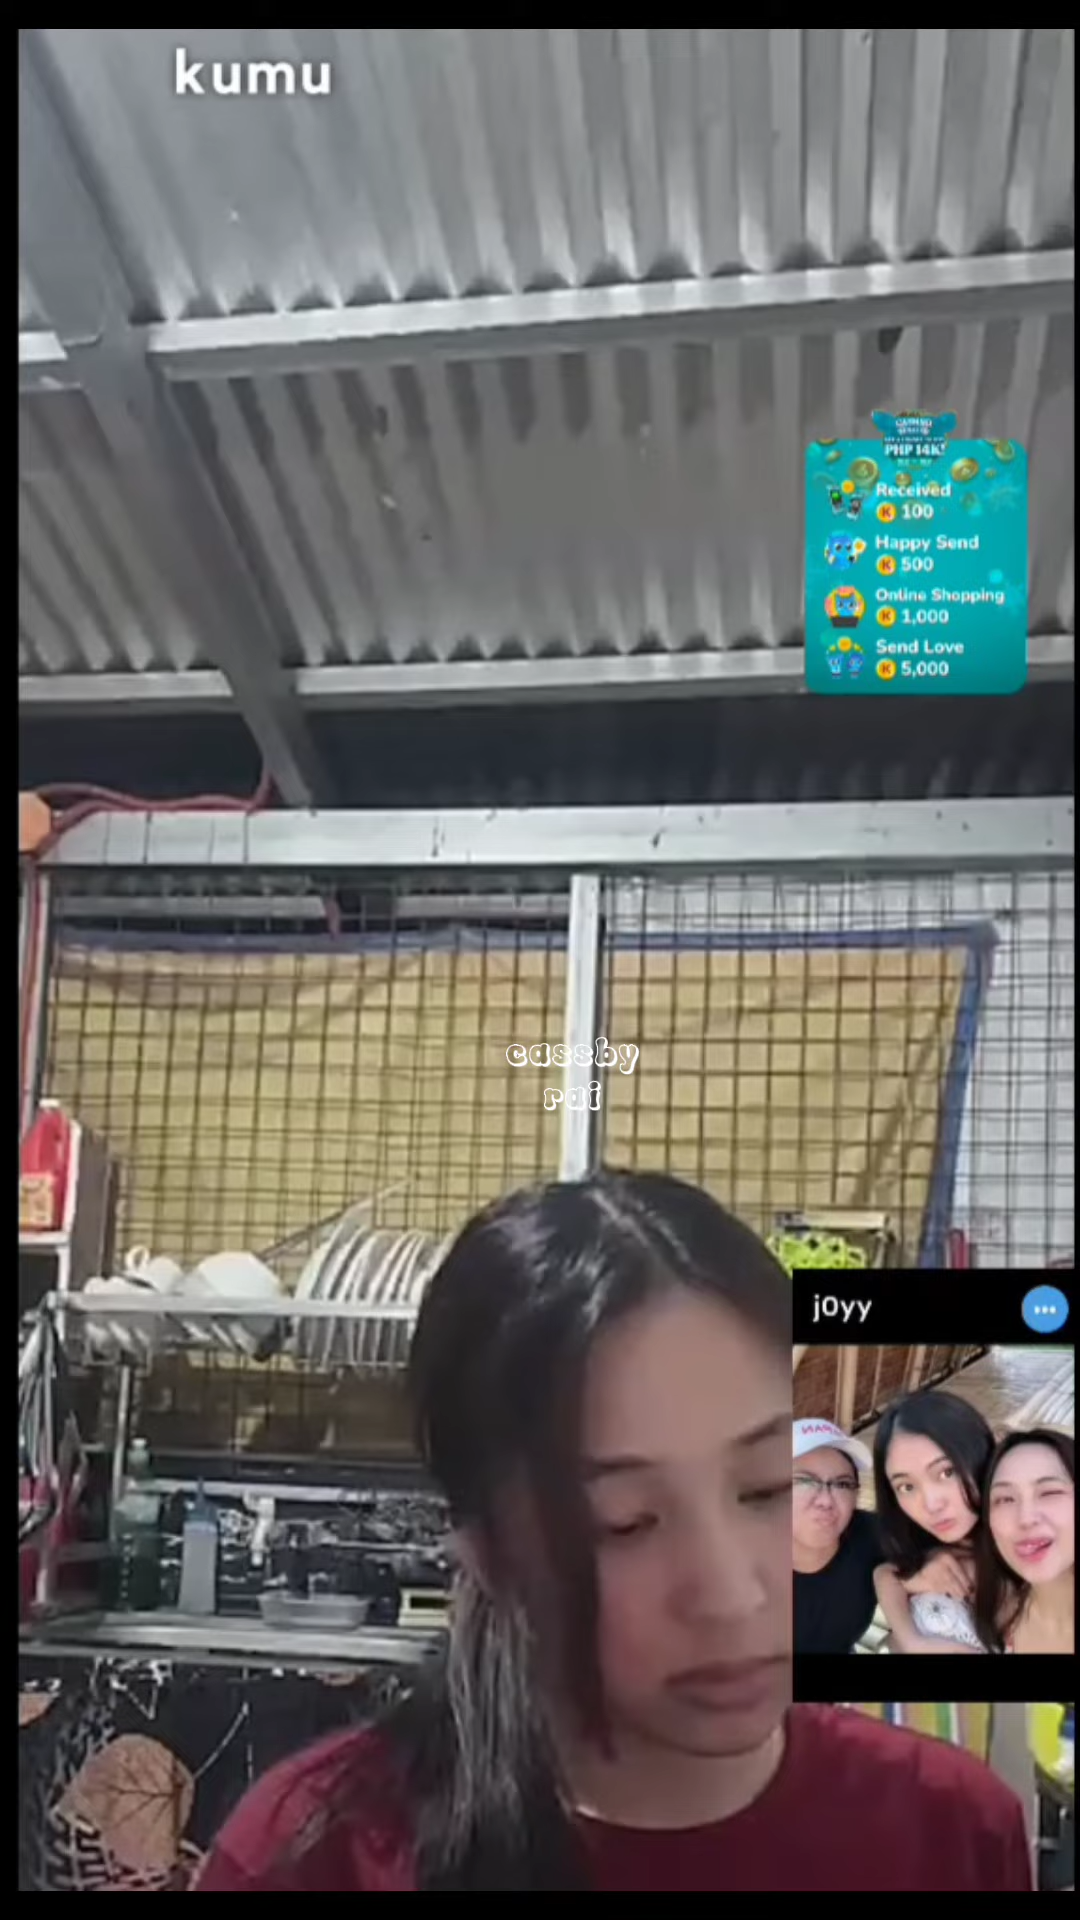 kumu
PHP 14K!
Received
K 100
Happy Send
K 500
Online Shopping
K 1,000
Send Love
K 5,000
cassby
rai
j0yy